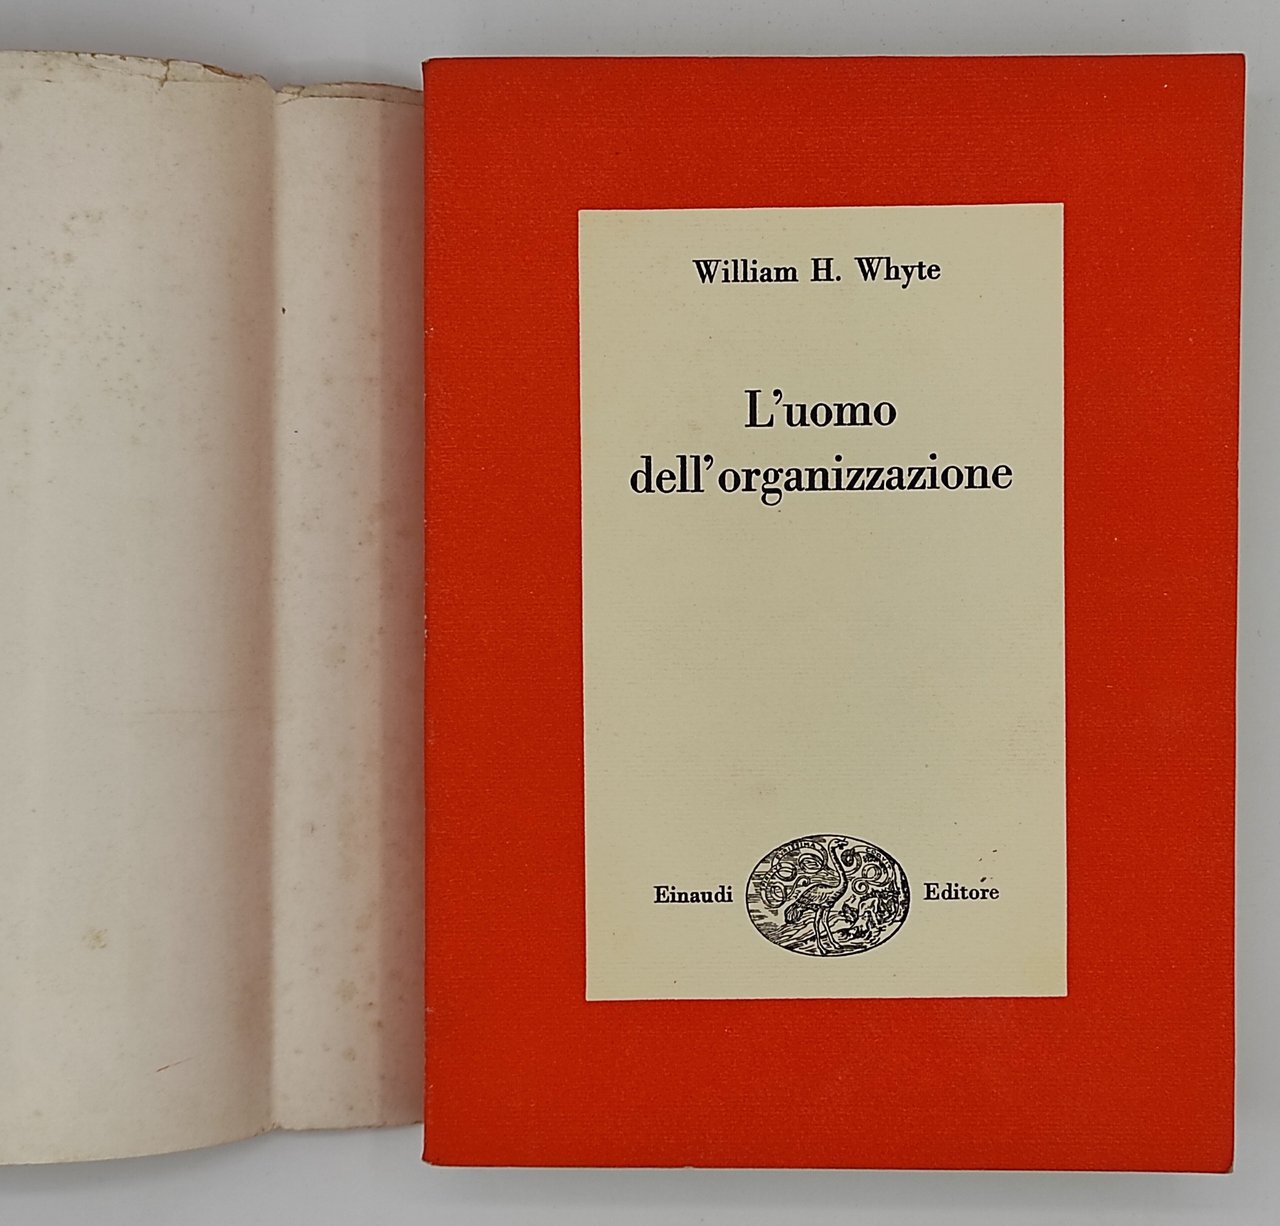 William H. Whyte
L'uomo
dell'organizzazione
Einaudi
Editore